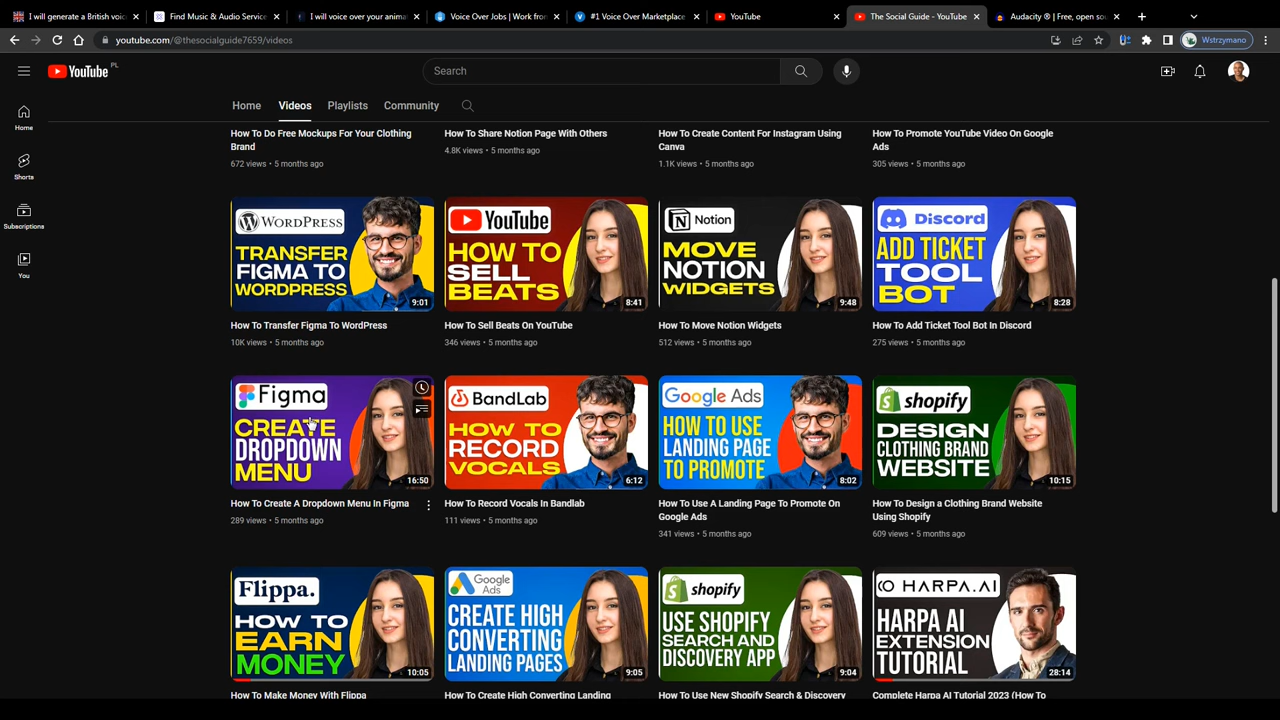 I will generate a British voic
Find Music & Audio Service
I will voice over your animat
Voice Over Jobs | Work from
#1 Voice Over Marketplace
YouTube
The Social Guide - YouTube
Audacity ® | Free, open sou
youtube.com/@thesocialguide7659/videos
Wstrzymano
YouTube PL
Search
Home
Videos
Playlists
Community
Home
Shorts
Subscriptions
You
How To Do Free Mockups For Your Clothing
Brand
672 views • 5 months ago
How To Share Notion Page With Others
4.8K views • 5 months ago
How To Create Content For Instagram Using
Canva
1.1K views • 5 months ago
How To Promote YouTube Video On Google
Ads
305 views • 5 months ago
WORDPRESS
TRANSFER
FIGMA TO
WORDPRESS
9:01
How To Transfer Figma To WordPress
10K views • 5 months ago
YouTube
HOW TO
SELL
BEATS
8:41
How To Sell Beats On YouTube
346 views • 5 months ago
Notion
MOVE
NOTION
WIDGETS
9:48
How To Move Notion Widgets
512 views • 5 months ago
Discord
ADD TICKET
TOOL
BOT
8:28
How To Add Ticket Tool Bot In Discord
275 views • 5 months ago
Figma
CREATE
DROPDOWN
MENU
16:50
How To Create A Dropdown Menu In Figma
289 views • 5 months ago
BandLab
HOW TO
RECORD
VOCALS
6:12
How To Record Vocals In Bandlab
111 views • 5 months ago
Google Ads
HOW TO USE
LANDING PAGE
TO PROMOTE
8:02
How To Use A Landing Page To Promote On
Google Ads
341 views • 5 months ago
shopify
DESIGN
CLOTHING BRAND
WEBSITE
10:15
How To Design a Clothing Brand Website
Using Shopify
609 views • 5 months ago
Flippa.
HOW TO
EARN
MONEY
10:05
How To Make Money With Flippa
Google
Ads
CREATE HIGH
CONVERTING
LANDING PAGES
9:05
How To Create High Converting Landing
shopify
USE SHOPIFY
SEARCH AND
DISCOVERY APP
9:04
How To Use New Shopify Search & Discovery
HARPA.AI
HARPA AI
EXTENSION
TUTORIAL
28:14
Complete Harpa AI Tutorial 2023 (How To